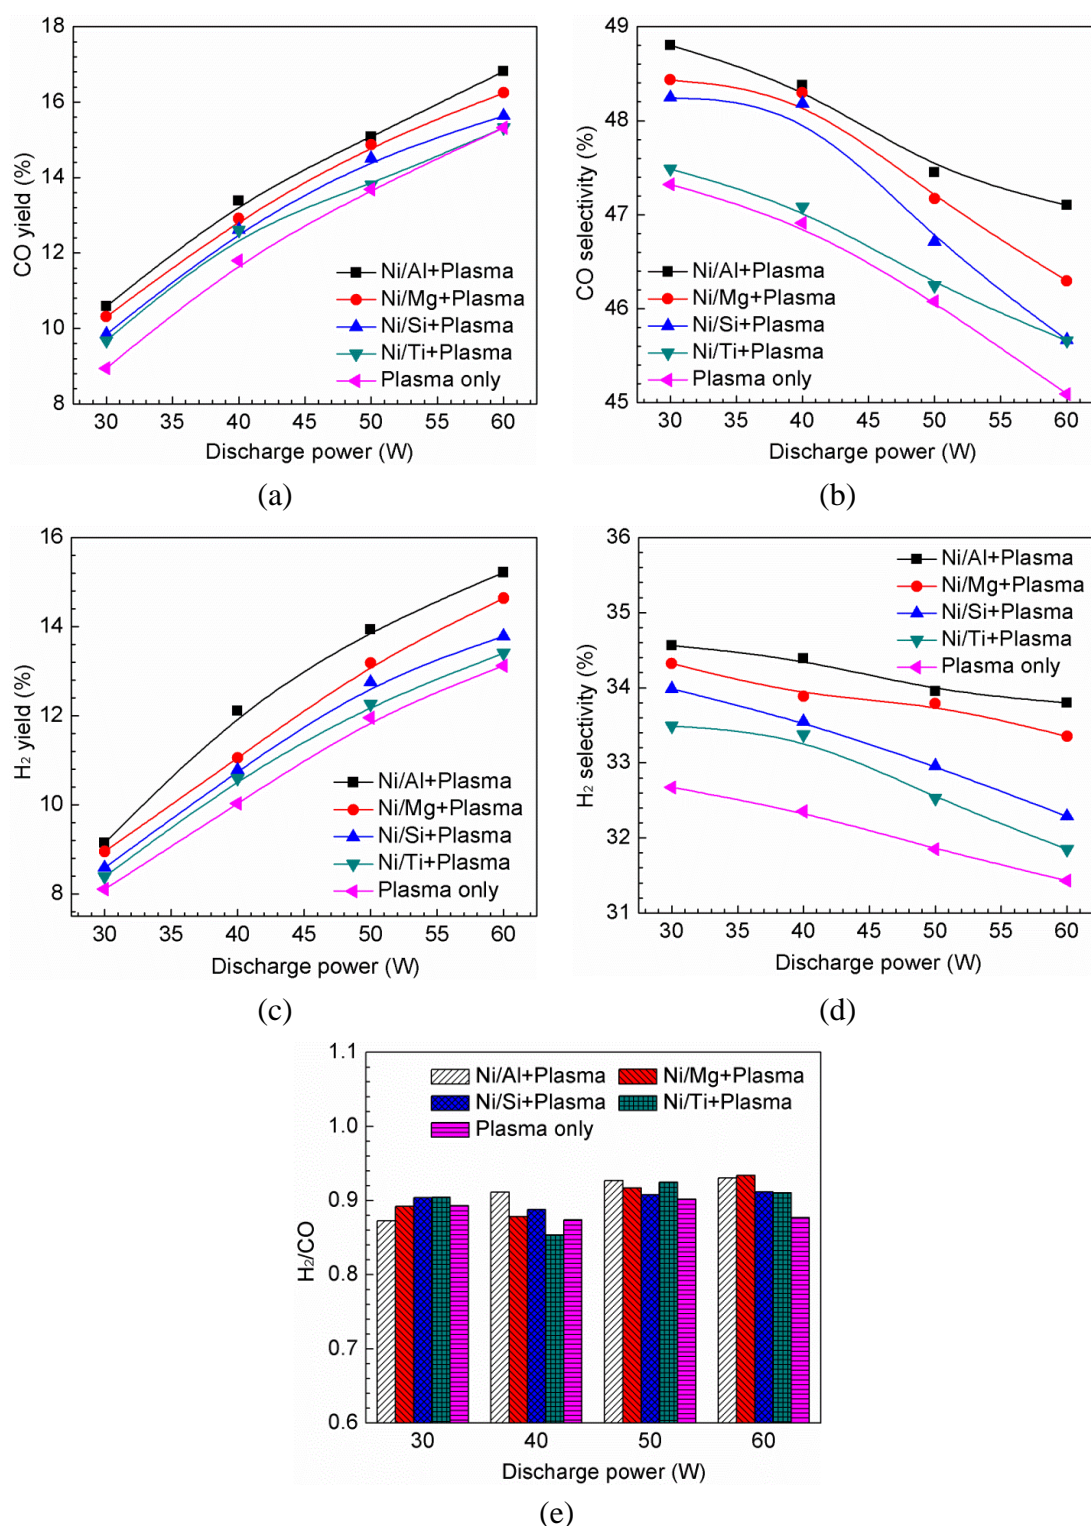 18
16
14
12
10
8
CO yield (%)
Ni/Al+Plasma
Ni/Mg+Plasma
Ni/Si+Plasma
Ni/Ti+Plasma
Plasma only
30 35 40 45 50 55 60
Discharge power (W)
(a)
49
48
47
46
45
CO selectivity (%)
Ni/Al+Plasma
Ni/Mg+Plasma
Ni/Si+Plasma
Ni/Ti+Plasma
Plasma only
30 35 40 45 50 55 60
Discharge power (W)
(b)
16
14
12
10
8
H₂ yield (%)
Ni/Al+Plasma
Ni/Mg+Plasma
Ni/Si+Plasma
Ni/Ti+Plasma
Plasma only
30 35 40 45 50 55 60
Discharge power (W)
(c)
36
35
34
33
32
31
H₂ selectivity (%)
Ni/Al+Plasma
Ni/Mg+Plasma
Ni/Si+Plasma
Ni/Ti+Plasma
Plasma only
30 35 40 45 50 55 60
Discharge power (W)
(d)
1.1
1.0
0.9
0.8
0.7
0.6
H₂/CO
Ni/Al+Plasma Ni/Mg+Plasma
Ni/Si+Plasma Ni/Ti+Plasma
Plasma only
30 40 50 60
Discharge power (W)
(e)